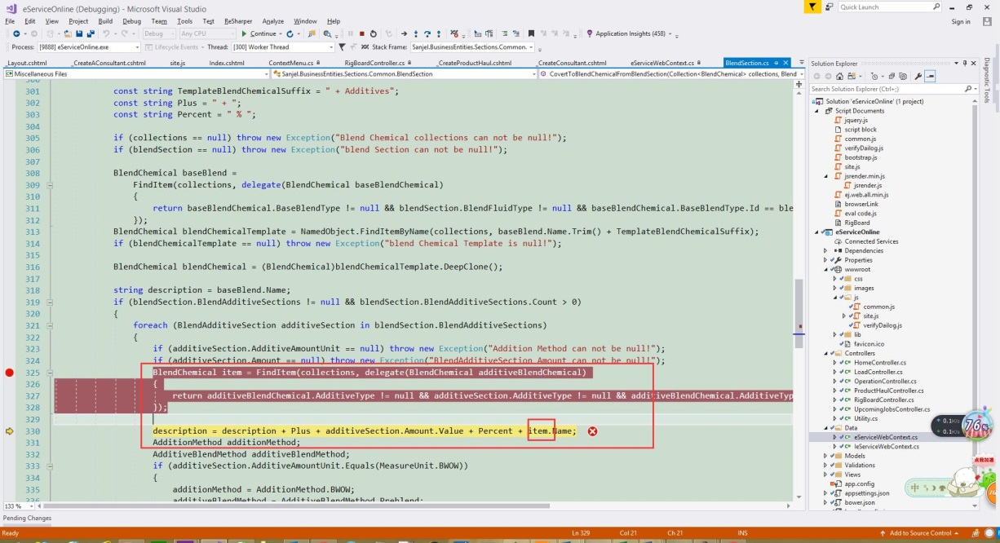 eServiceOnline (Debugging) - Microsoft Visual Studio
Quick Launch (Ctrl+Q)
File Edit View Project Build Debug Team Tools Test ReSharper Analyze Window Help
Sign in
Debug Any CPU Continue Application Insights (458)
Process: [9888] eServiceOnline.exe Lifecycle Events Thread: [300] Worker Thread Stack Frame: Sanjel.BusinessEntities.Sections.Common.
_Layout.cshtml _CreateAConsultant.cshtml site.js Index.cshtml ContextMenu.cs RigBoardController.cs _CreateProductHaul.cshtml _CreateConsultant.cshtml eServiceWebContext.cs BlendSection.cs
Miscellaneous Files Sanjel.BusinessEntities.Sections.Common.BlendSection CovertToBlendChemicalFromBlendSection(Collection<BlendChemical> collections, Blend
300
301 const string TemplateBlendChemicalSuffix = " + Additives";
302 const string Plus = " + ";
303 const string Percent = " % ";
304
305 if (collections == null) throw new Exception("Blend Chemical collections can not be null!");
306 if (blendSection == null) throw new Exception("blend Section can not be null!");
307
308 BlendChemical baseBlend =
309 FindItem(collections, delegate(BlendChemical baseBlendChemical)
310 {
311 return baseBlendChemical.BaseBlendType != null && blendSection.BlendFluidType != null && baseBlendChemical.BaseBlendType.Id == ble
312 });
313 BlendChemical blendChemicalTemplate = NamedObject.FindItemByName(collections, baseBlend.Name.Trim() + TemplateBlendChemicalSuffix);
314 if (blendChemicalTemplate == null) throw new Exception("blend Chemical Template is null!");
315
316 BlendChemical blendChemical = (BlendChemical)blendChemicalTemplate.DeepClone();
317
318 string description = baseBlend.Name;
319 if (blendSection.BlendAdditiveSections != null && blendSection.BlendAdditiveSections.Count > 0)
320 {
321 foreach (BlendAdditiveSection additiveSection in blendSection.BlendAdditiveSections)
322 {
323 if (additiveSection.AdditiveAmountUnit == null) throw new Exception("Addition Method can not be null!");
324 if (additiveSection.Amount == null) throw new Exception("BlendAdditiveSection Amount can not be null!");
325 BlendChemical item = FindItem(collections, delegate(BlendChemical additiveBlendChemical)
326 {
327 return additiveBlendChemical.AdditiveType != null && additiveSection.AdditiveType != null && additiveBlendChemical.AdditiveTyp
328 });
329
330 description = description + Plus + additiveSection.Amount.Value + Percent + item.Name;
331 AdditionMethod additionMethod;
332 AdditiveBlendMethod additiveBlendMethod;
333 if (additiveSection.AdditiveAmountUnit.Equals(MeasureUnit.BWOW))
334 {
335 additionMethod = AdditionMethod.BWOW;
336 additiveBlendMethod = AdditiveBlendMethod.Preblend;
133 %
Pending Changes
Ready Ln 329 Col 21 Ch 21 INS Add to Source Control
Solution Explorer
Search Solution Explorer (Ctrl+;)
Solution 'eServiceOnline' (1 project)
Script Documents
jquery.js
script block
common.js
verifyDailog.js
bootstrap.js
site.js
jsrender.min.js
jsrender.js
ej.web.all.min.js
browserLink
eval code.js
RigBoard
eServiceOnline
Connected Services
Dependencies
Properties
wwwroot
css
images
js
common.js
site.js
verifyDailog.js
lib
favicon.ico
Controllers
HomeController.cs
LoadController.cs
OperationController.cs
ProductHaulController.cs
RigBoardController.cs
UpcomingJobsController.cs
Utility.cs
Data
eServiceWebContext.cs
IeServiceWebContext.cs
Models
Validations
Views
app.config
appsettings.json
bower.json
Diagnostic Tools
0.1K/s
0.1K/s
76%
点我加速
中